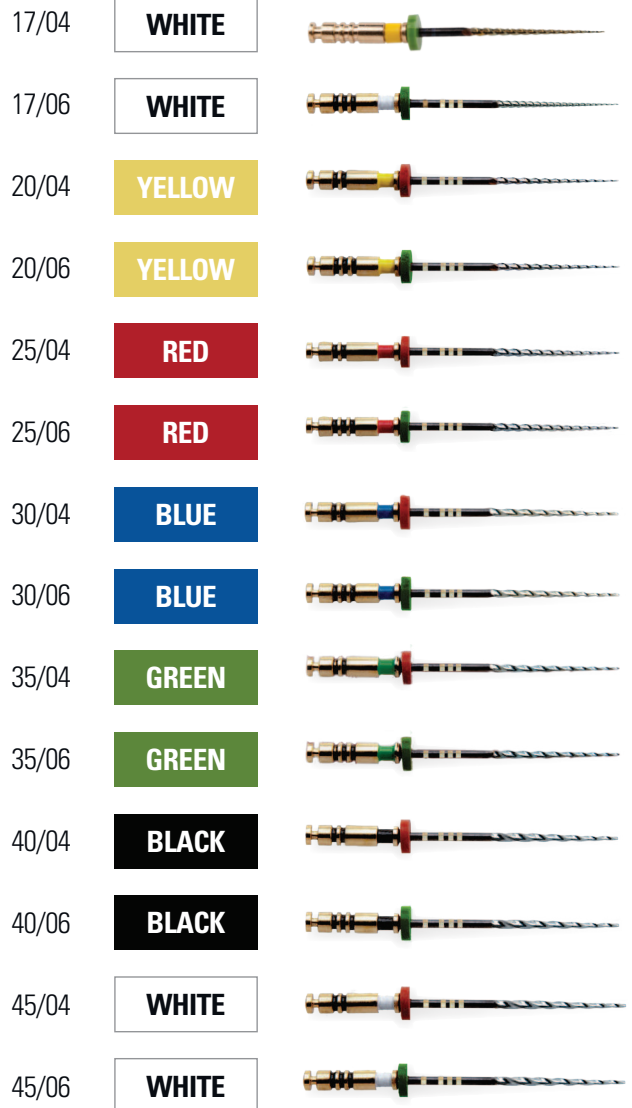 17/04 WHITE
17/06 WHITE
20/04 YELLOW
20/06 YELLOW
25/04 RED
25/06 RED
30/04 BLUE
30/06 BLUE
35/04 GREEN
35/06 GREEN
40/04 BLACK
40/06 BLACK
45/04 WHITE
45/06 WHITE